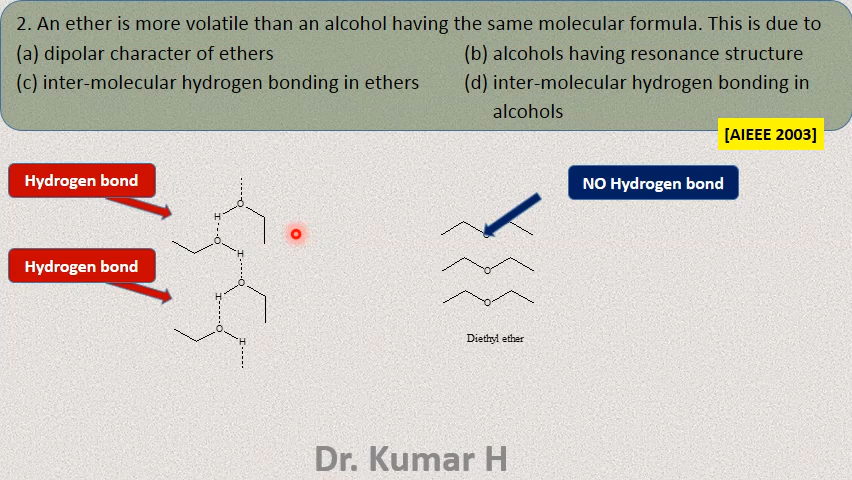 2. An ether is more volatile than an alcohol having the same molecular formula. This is due to
(a) dipolar character of ethers
(b) alcohols having resonance structure
(c) inter-molecular hydrogen bonding in ethers
(d) inter-molecular hydrogen bonding in
alcohols
[AIEEE 2003]
Hydrogen bond
NO Hydrogen bond
Hydrogen bond
O
H
O
H
O
H
O
H
O
O
O
Diethyl ether
Dr. Kumar H